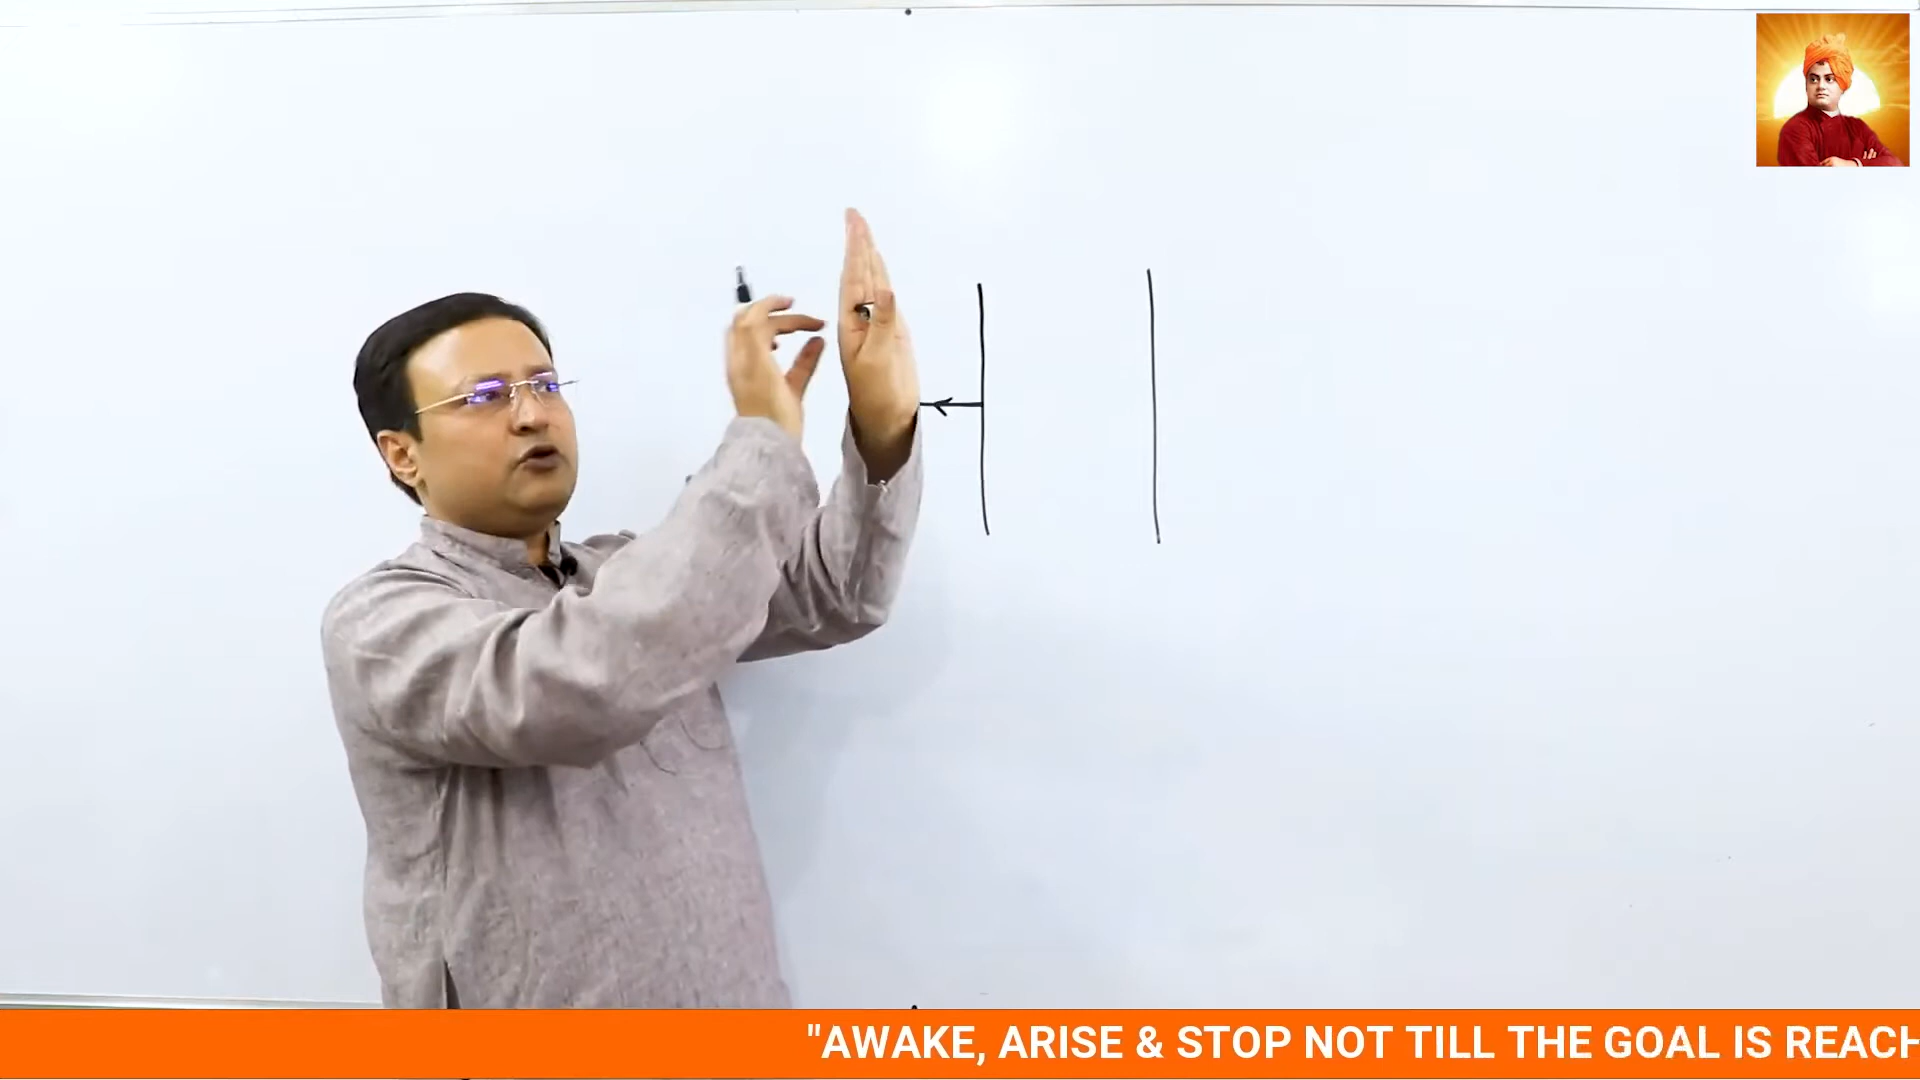 "AWAKE, ARISE & STOP NOT TILL THE GOAL IS REACH